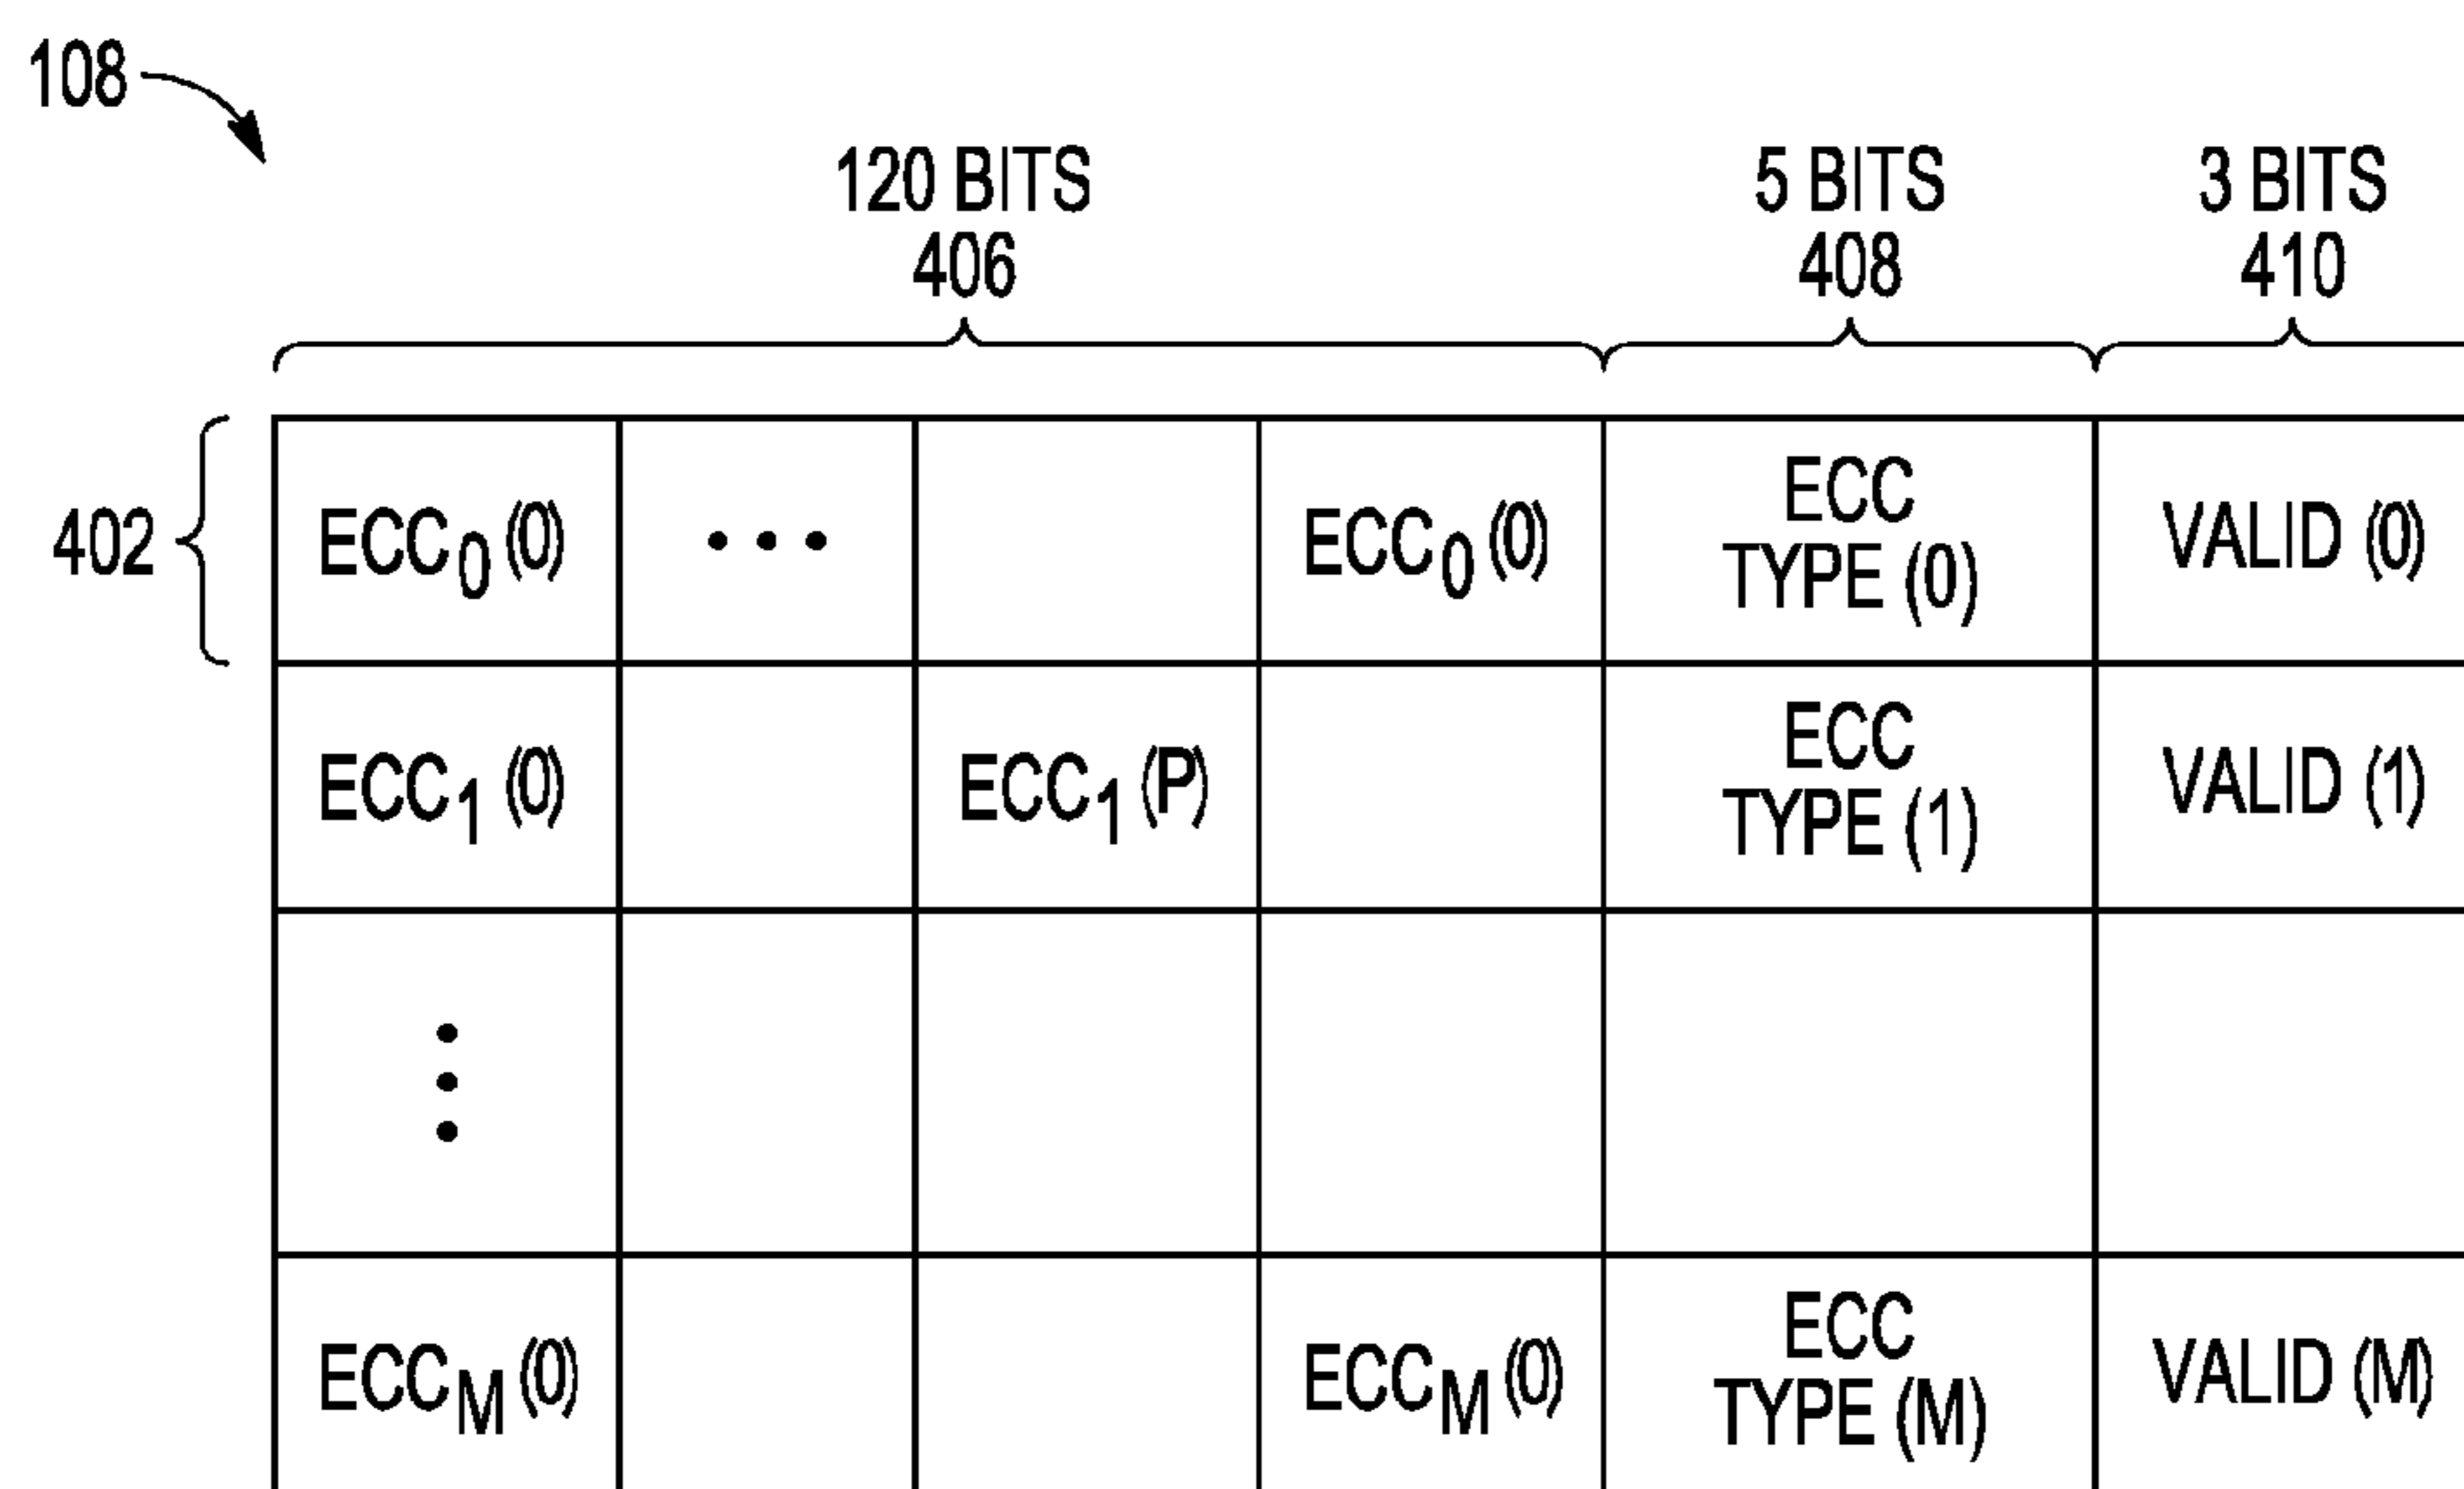 108
120 BITS
406
5 BITS
408
3 BITS
410
402
ECC0 (0)
• • •
ECC0 (0)
ECC
TYPE (0)
VALID (0)
ECC1 (0)
ECC1 (P)
ECC
TYPE (1)
VALID (1)
ECCM (0)
ECCM (0)
ECC
TYPE (M)
VALID (M)